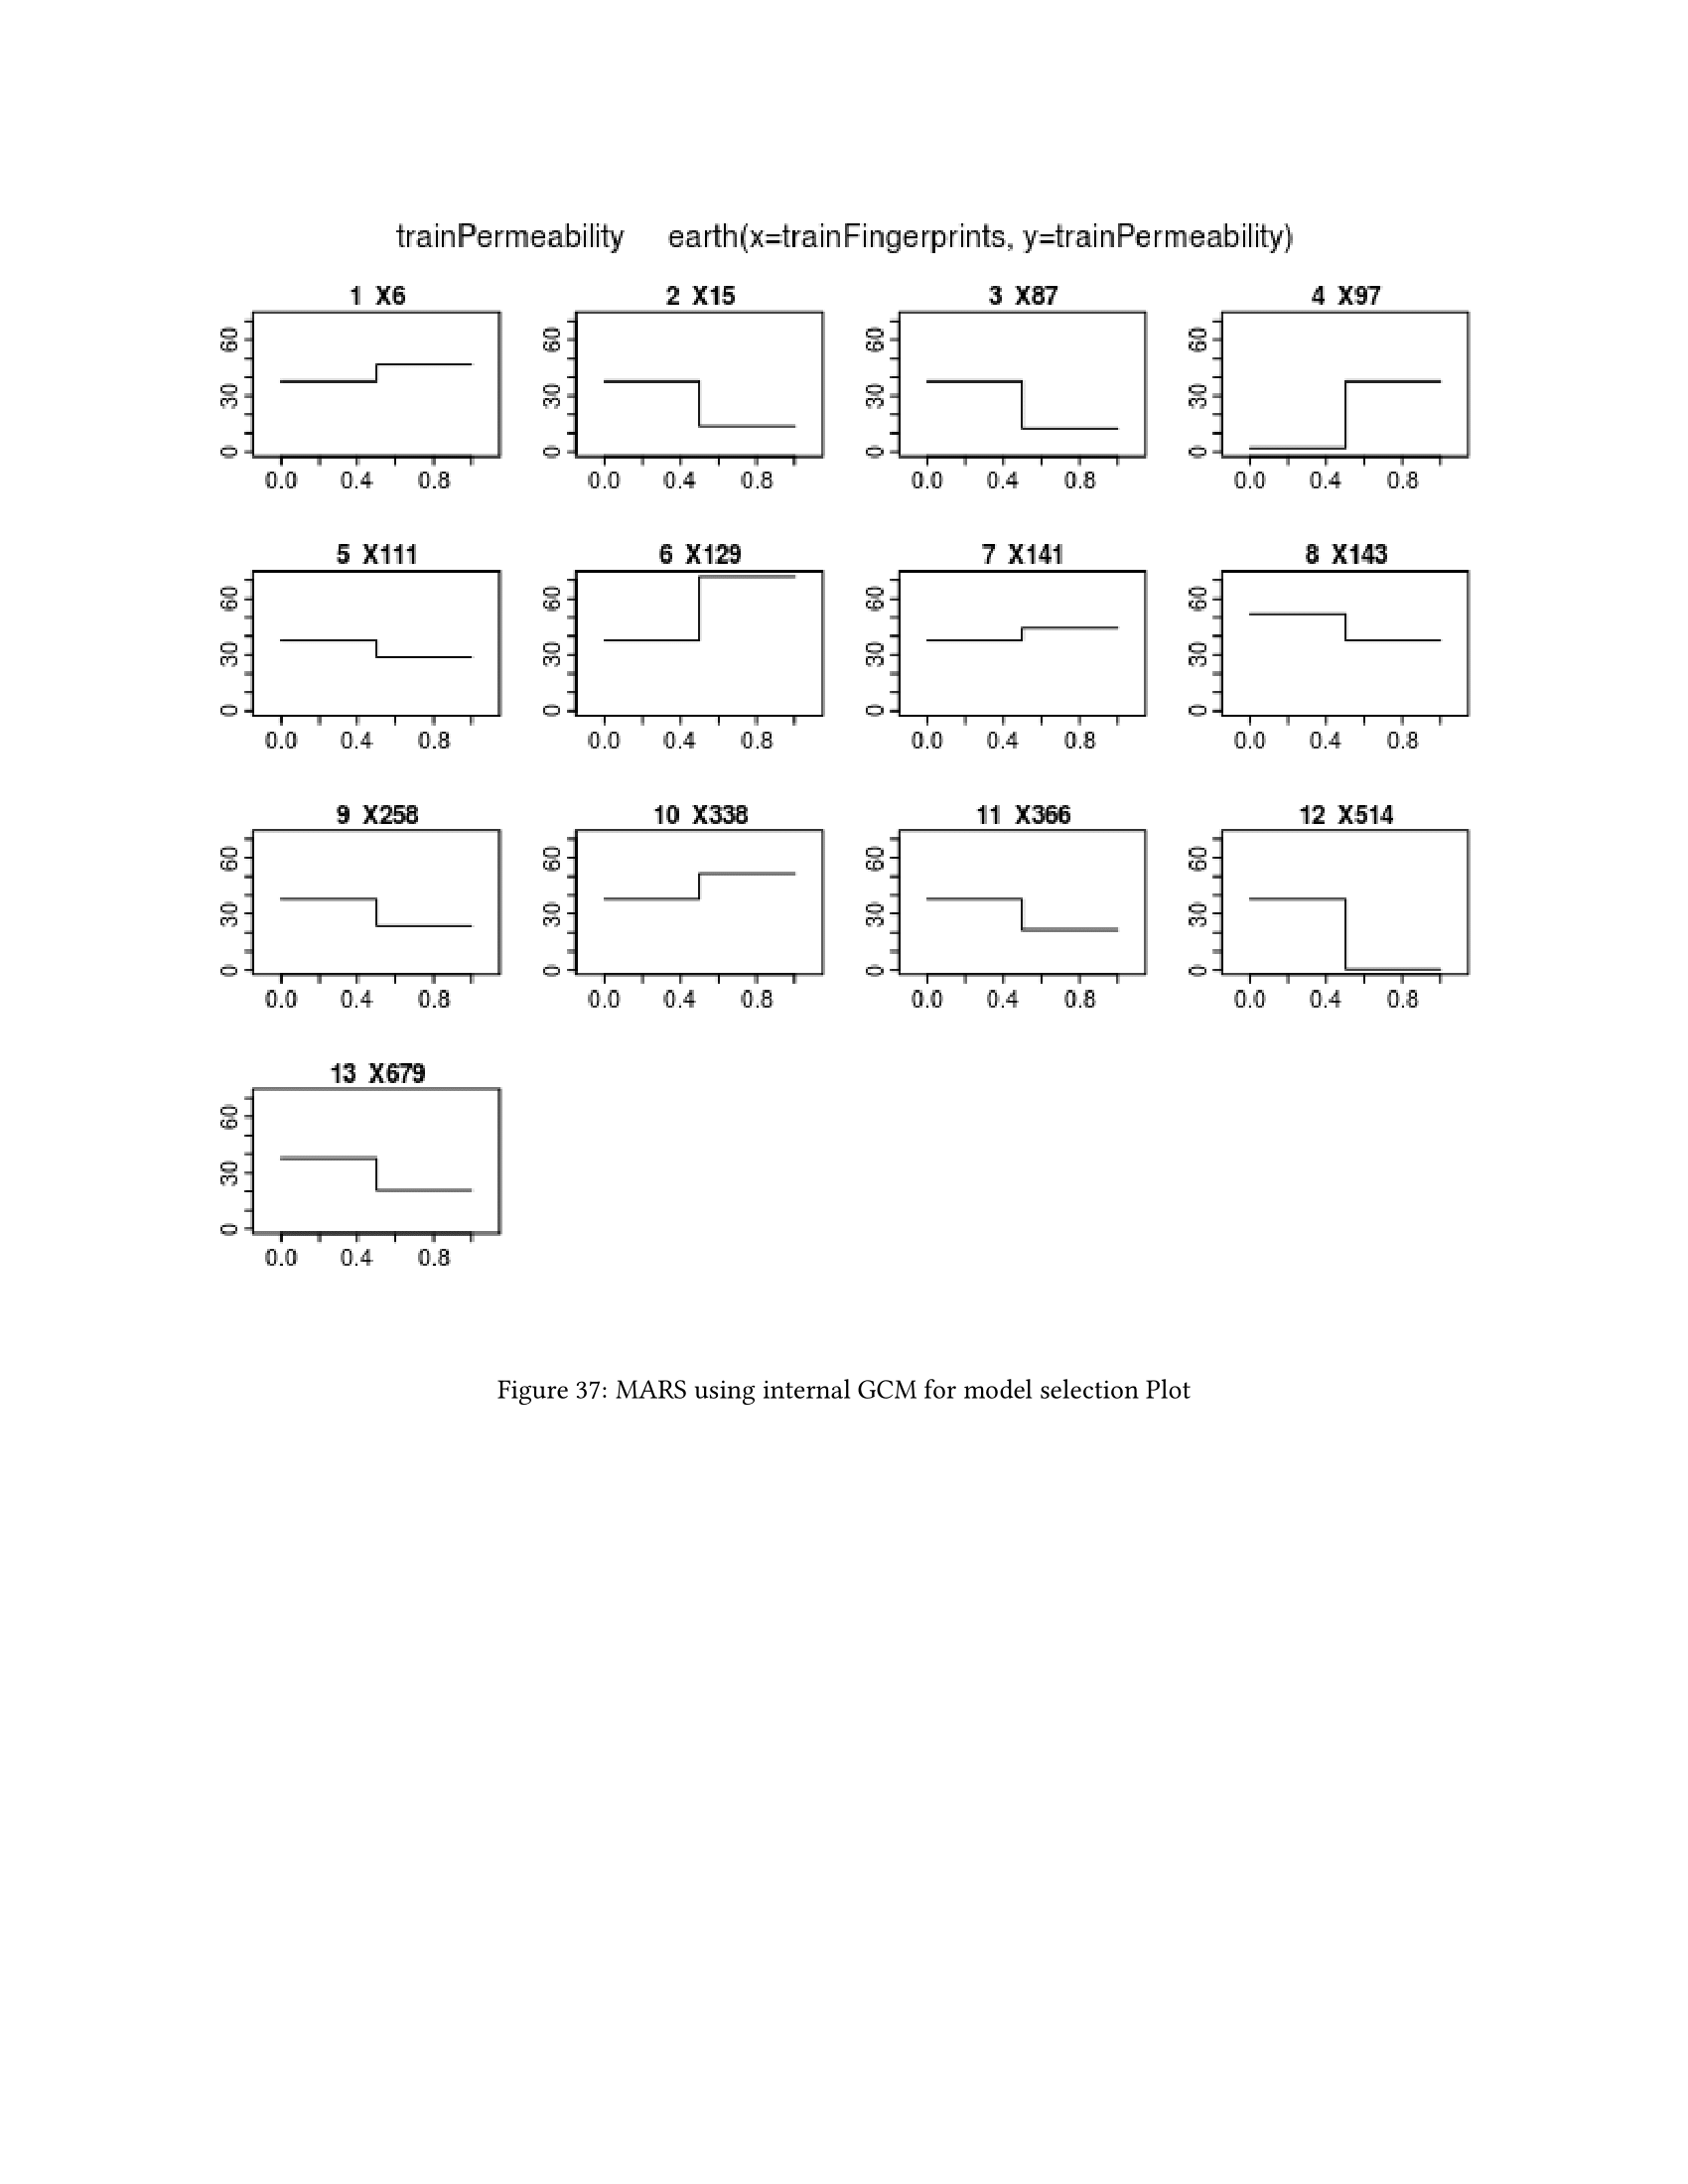 trainPermeability earth(x=trainFingerprints, y=trainPermeability)
1 X6 2 X15 3 X87 4 X97
60 60 60 60
30 30 30 30
0 0 0 0
0.0 0.4 0.8 0.0 0.4 0.8 0.0 0.4 0.8 0.0 0.4 0.8
5 X111 6 X129 7 X141 8 X143
60 60 60 60
30 30 30 30
0 0 0 0
0.0 0.4 0.8 0.0 0.4 0.8 0.0 0.4 0.8 0.0 0.4 0.8
9 X258 10 X338 11 X366 12 X514
60 60 60 60
30 30 30 30
0 0 0 0
0.0 0.4 0.8 0.0 0.4 0.8 0.0 0.4 0.8 0.0 0.4 0.8
13 X679
60
30
0
0.0 0.4 0.8
Figure 37: MARS using internal GCM for model selection Plot